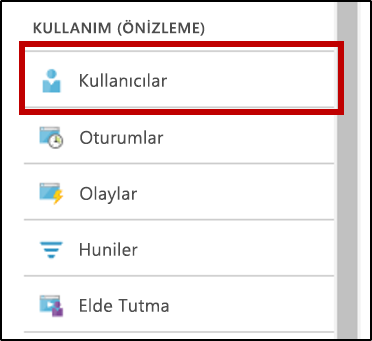 KULLANIM (ÖNİZLEME)
Kullanıcılar
Oturumlar
Olaylar
Huniler
Elde Tutma